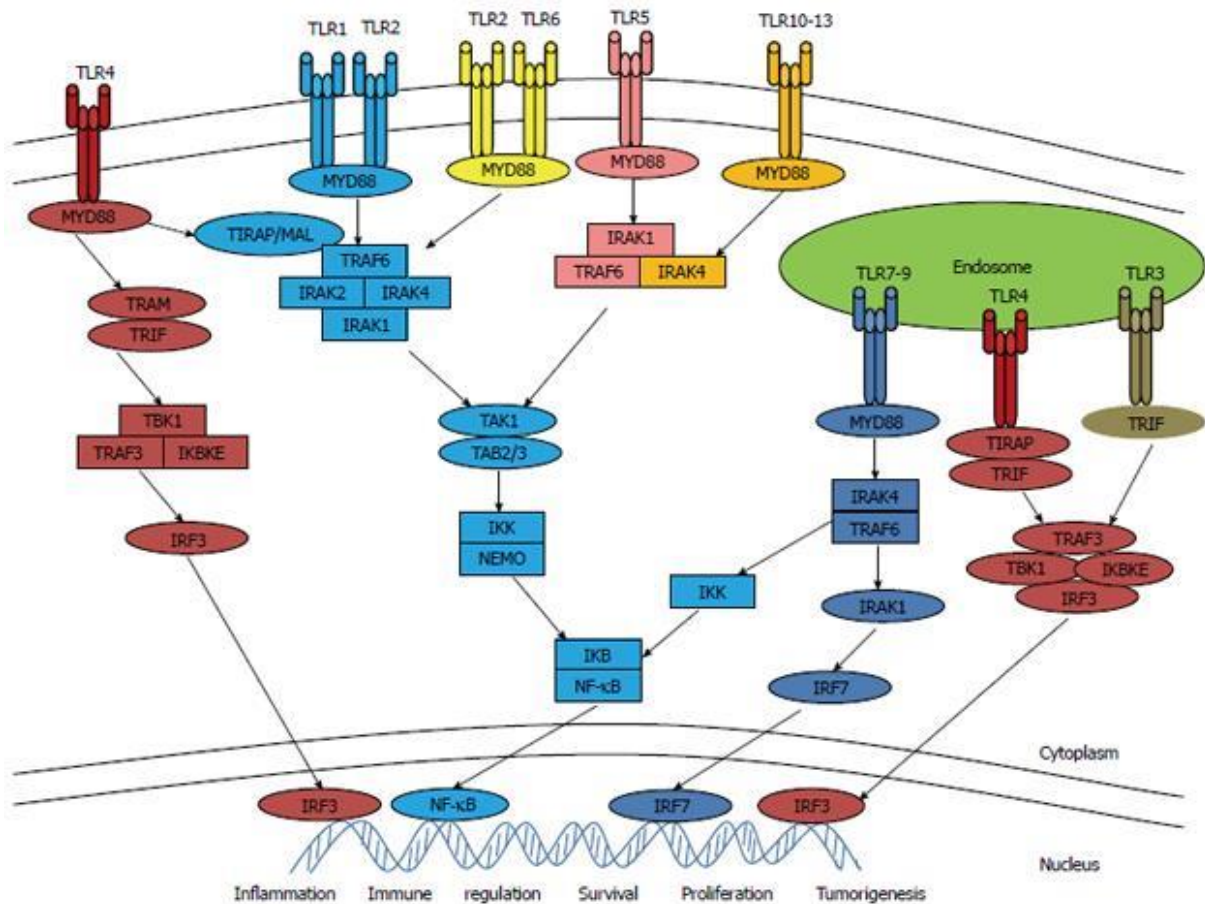 TLR1 TLR2 TLR2 TLR6 TLR5 TLR10-13
TLR4
MYD88 MYD88 MYD88 MYD88
MYD88
TIRAP/MAL
TRAF6
IRAK2 IRAK4
IRAK1
IRAK1
TRAF6 IRAK4
Endosome
TLR7-9 TLR4 TLR3
TRAM
TRIF
TBK1
TRAF3 IKBKE
IRF3
TAK1
TAB2/3
IKK
NEMO
MYD88
TIRAP
TRIF
TRIF
IRAK4
TRAF6
IKK
IRAK1
TRAF3
TBK1 IKBKE
IRF3
IKB
NF-κB
IRF7
Cytoplasm
IRF3 NF-κB IRF7 IRF3
Nucleus
Inflammation Immune regulation Survival Proliferation Tumorigenesis